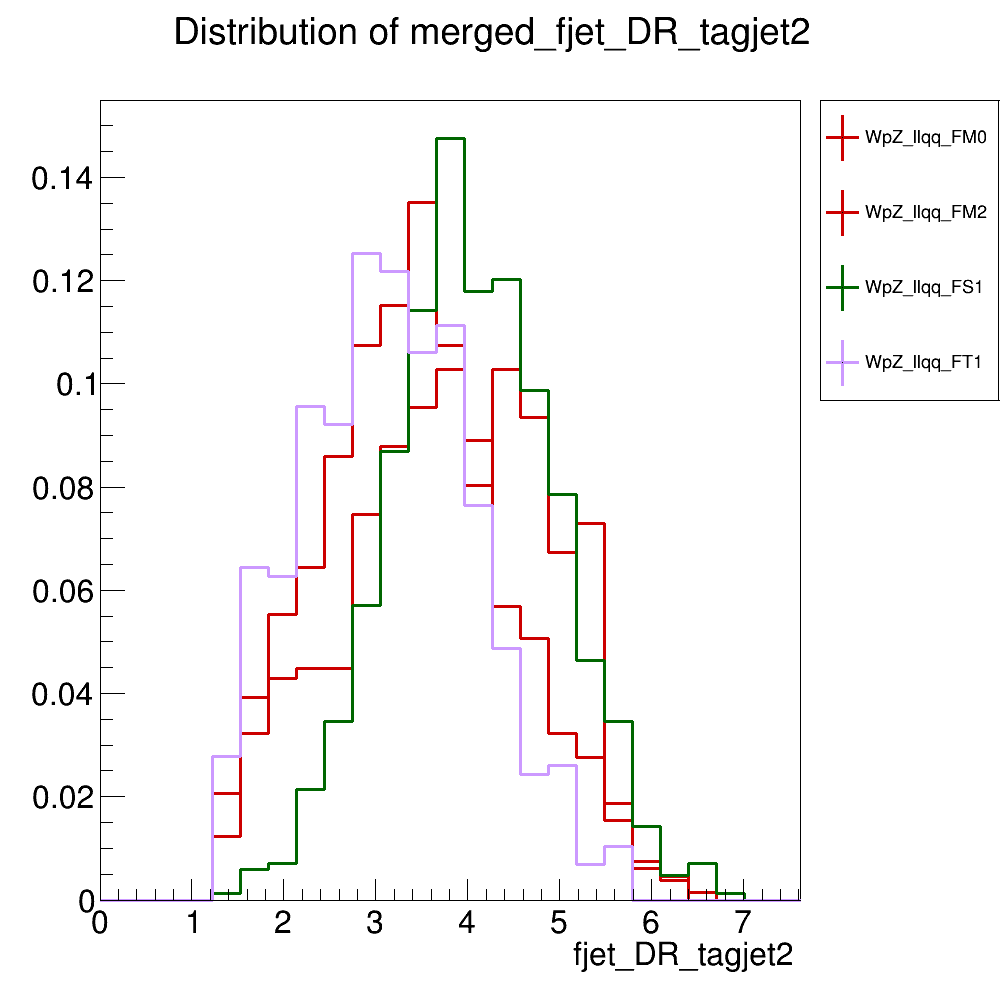 Distribution of merged_fjet_DR_tagjet2
WpZ_llqq_FM0
WpZ_llqq_FM2
WpZ_llqq_FS1
WpZ_llqq_FT1
0.14
0.12
0.1
0.08
0.06
0.04
0.02
0
0 1 2 3 4 5 6 7
fjet_DR_tagjet2